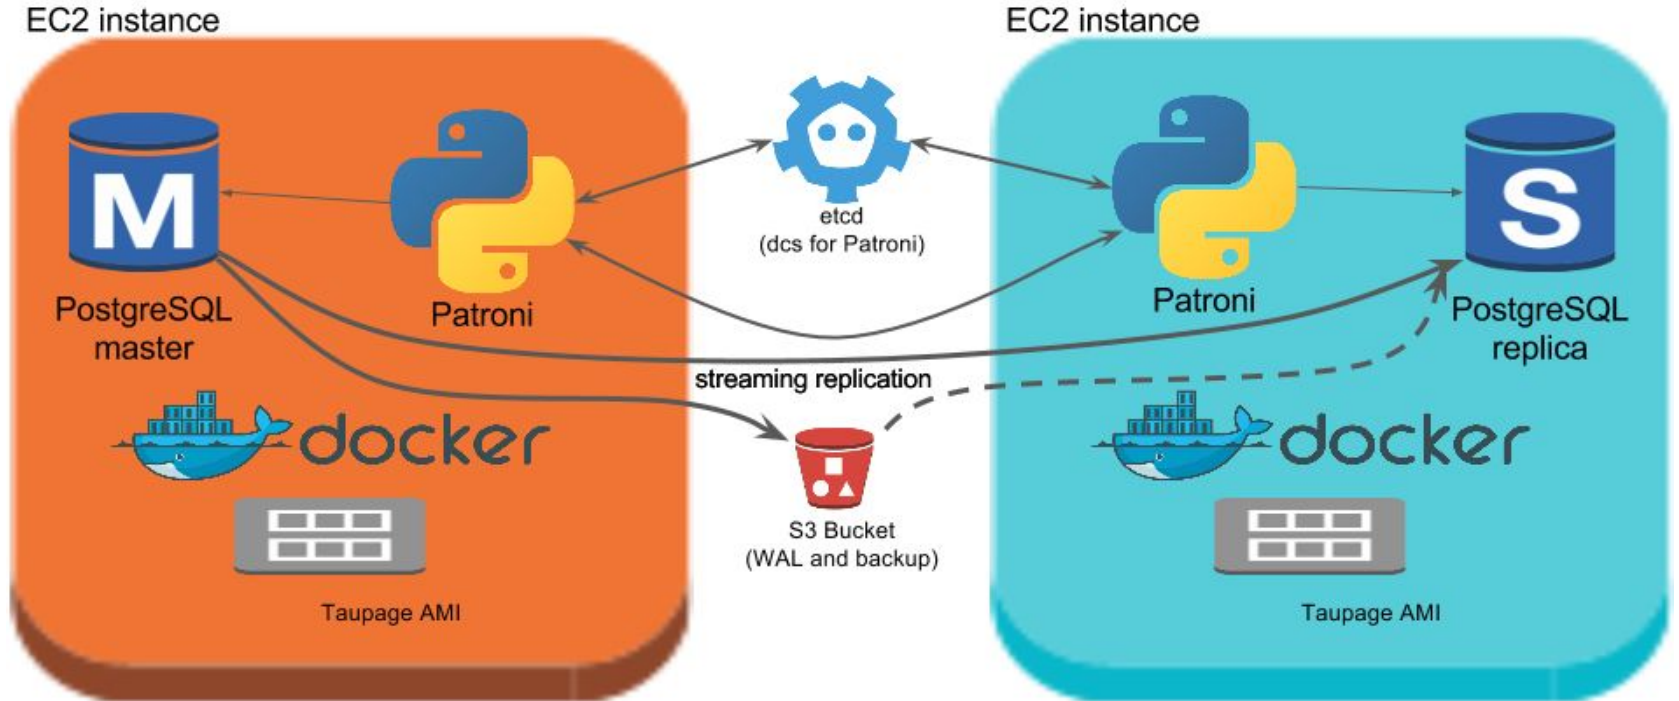 EC2 instance
EC2 instance
M
S
etcd
(dcs for Patroni)
PostgreSQL
master
Patroni
Patroni
PostgreSQL
replica
streaming replication
docker
docker
S3 Bucket
(WAL and backup)
Taupage AMI
Taupage AMI